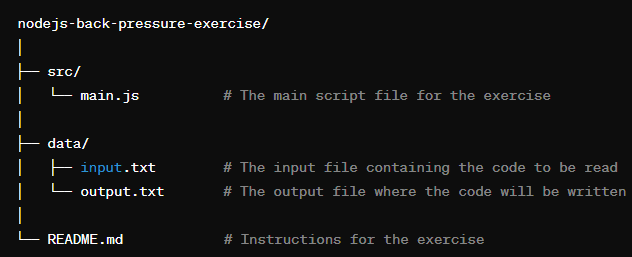 nodejs-back-pressure-exercise/
│
├── src/
│   └── main.js          # The main script file for the exercise
│
├── data/
│   ├── input.txt        # The input file containing the code to be read
│   └── output.txt       # The output file where the code will be written
│
└── README.md            # Instructions for the exercise